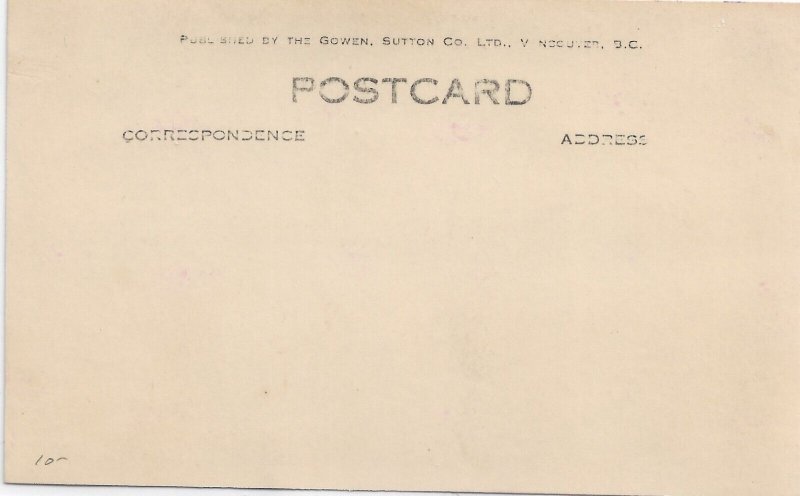 PUBLISHED BY THE GOWEN, SUTTON CO. LTD., VANCOUVER, B.C.
POSTCARD
CORRESPONDENCE ADDRESS
10-